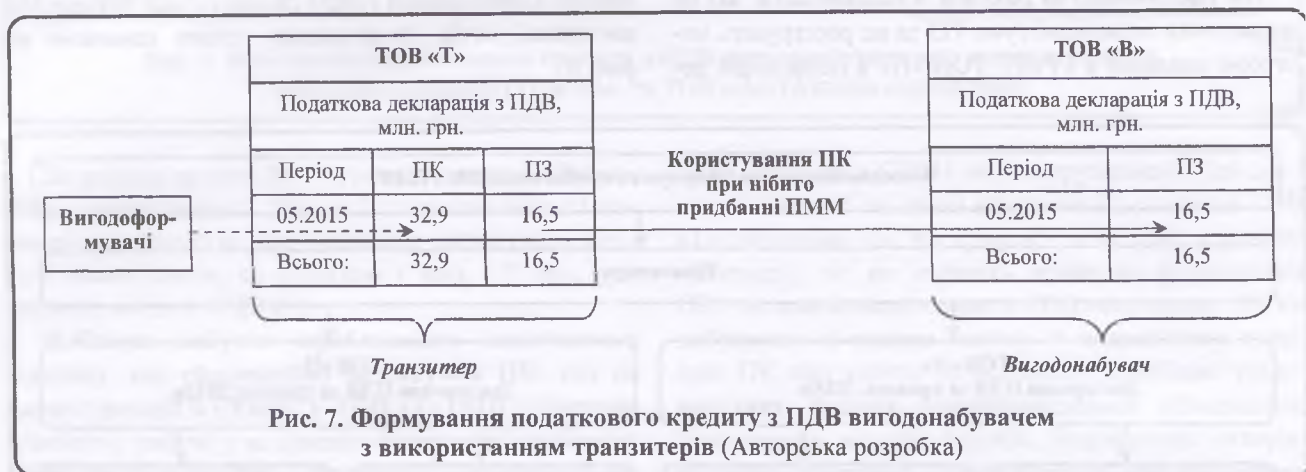 ТОВ «Т»
Податкова декларація з ПДВ,
млн. грн.
Період ПК ПЗ
05.2015 32,9 16,5
Всього: 32,9 16,5
Вигодофор-
мувачі
Користування ПК
при нібито
придбанні ПММ
ТОВ «В»
Податкова декларація з ПДВ,
млн. грн.
Період ПЗ
05.2015 16,5
Всього: 16,5
Транзитер
Вигодонабувач
Рис. 7. Формування податкового кредиту з ПДВ вигодонабувачем
з використанням транзитерів (Авторська розробка)